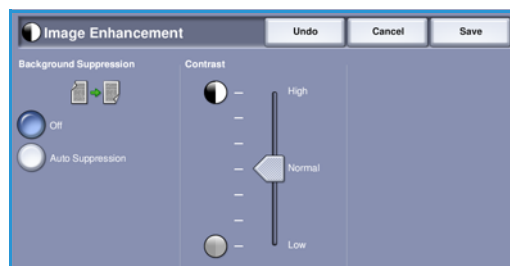 Image Enhancement
Undo
Cancel
Save
Background Suppression
Contrast
Off
Auto Suppression
High
Normal
Low